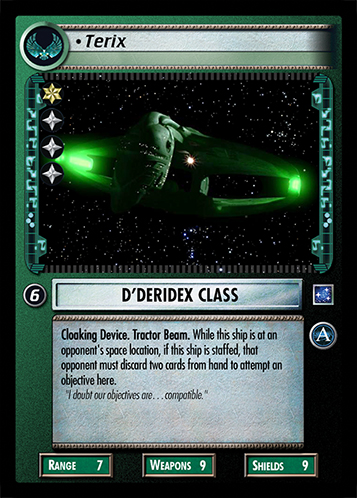 • Terix
6
D'DERIDEX CLASS
A
Cloaking Device. Tractor Beam. While this ship is at an
opponent's space location, if this ship is staffed, that
opponent must discard two cards from hand to attempt an
objective here.
"I doubt our objectives are . . . compatible."
RANGE 7 WEAPONS 9 SHIELDS 9